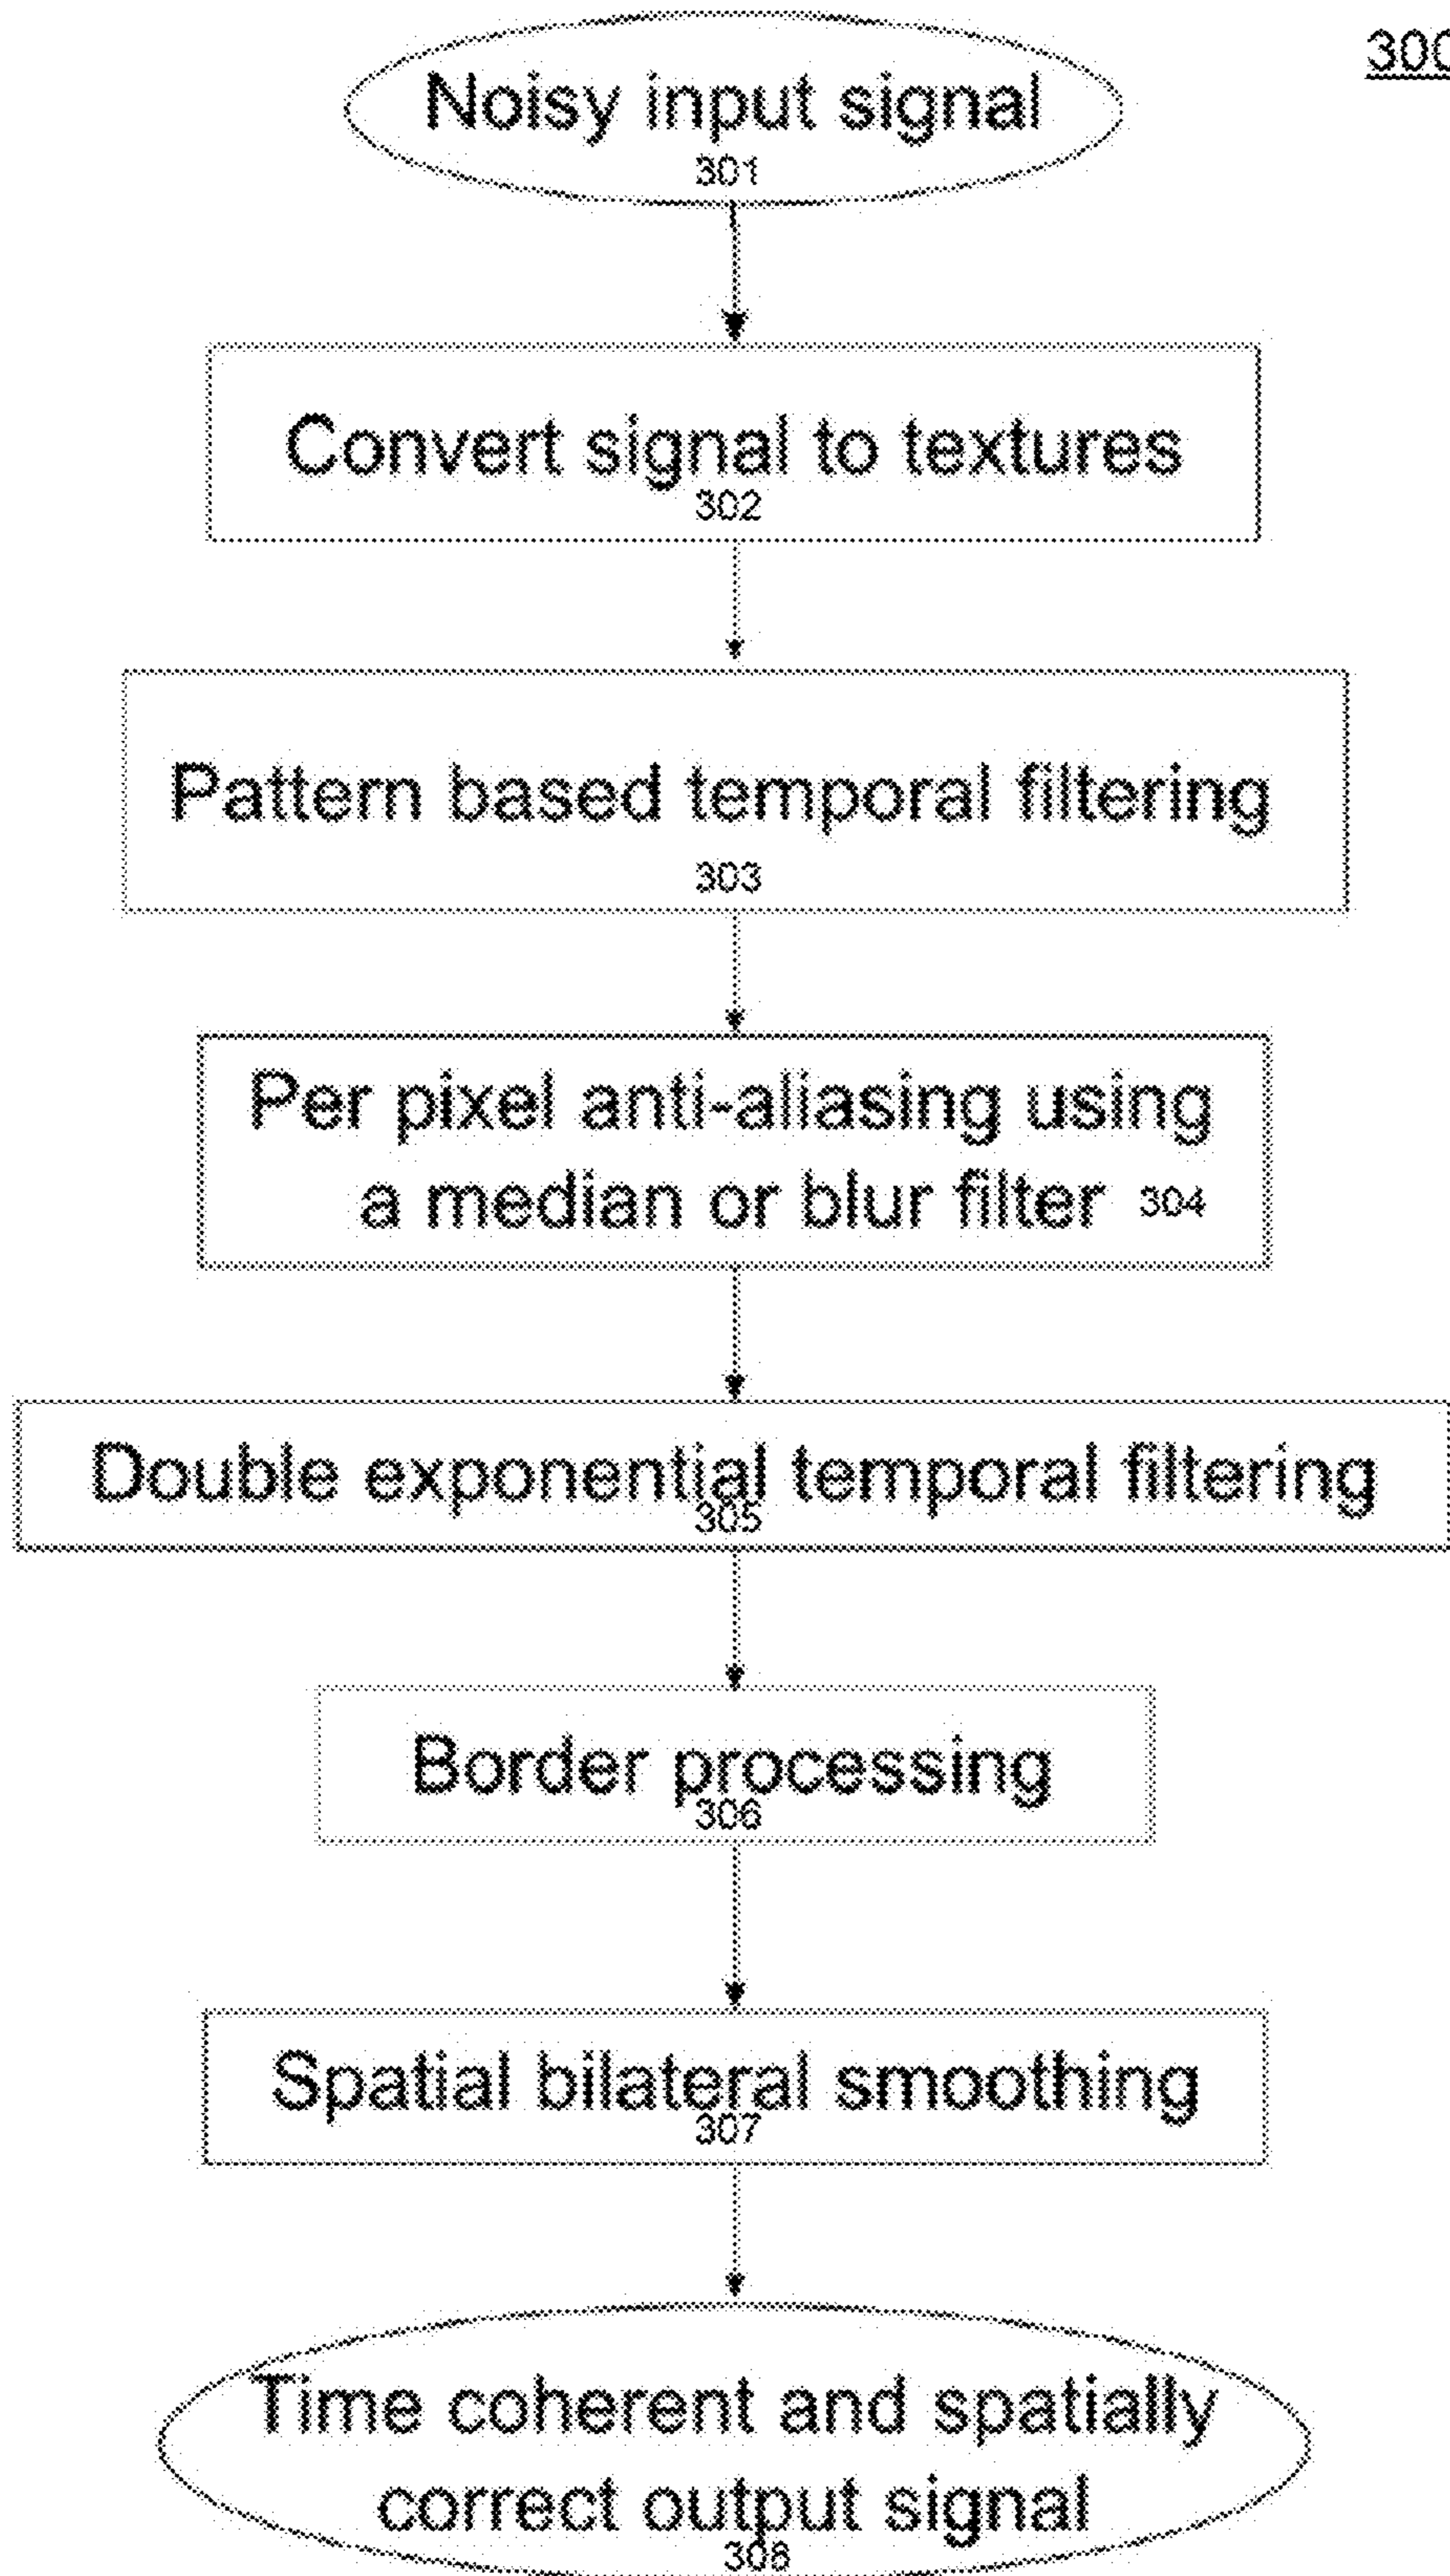 300
Noisy input signal
301
Convert signal to textures
302
Pattern based temporal filtering
303
Per pixel anti-aliasing using
a median or blur filter 304
Double exponential temporal filtering
305
Border processing
306
Spatial bilateral smoothing
307
Time coherent and spatially
correct output signal
308